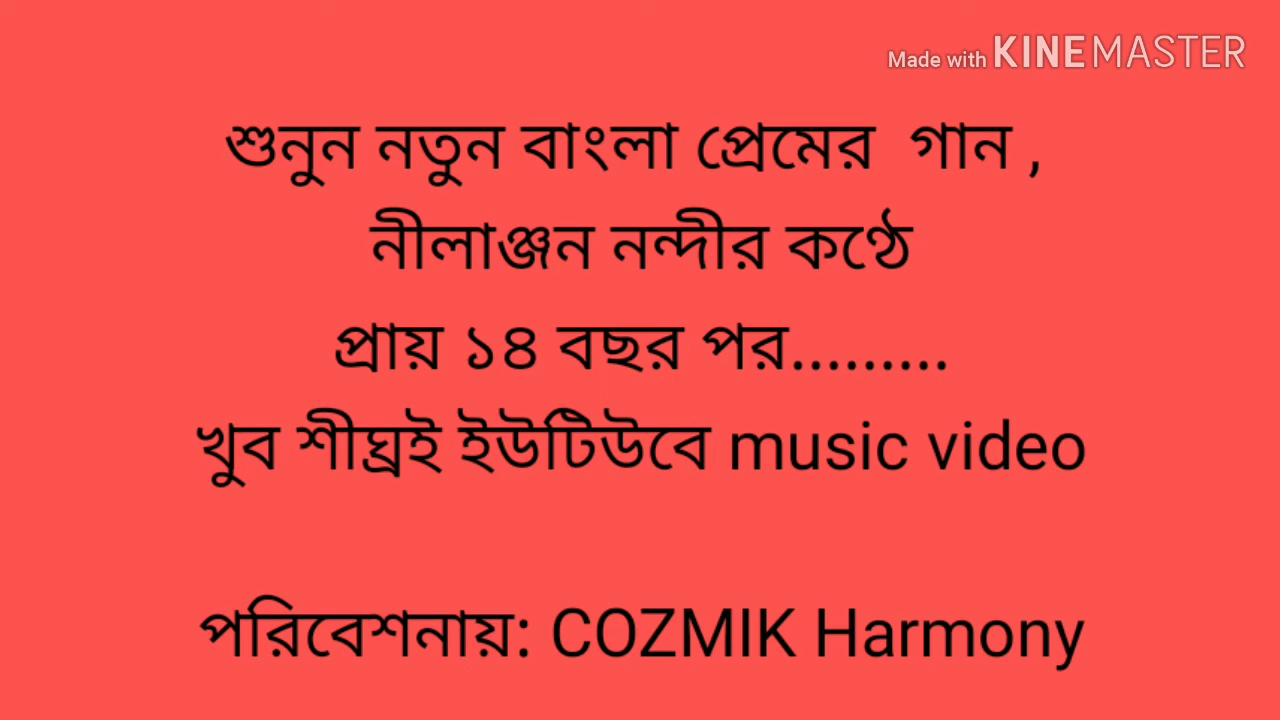 Made with KINEMASTER
শুনুন নতুন বাংলা প্রেমের গান ,
নীলাঞ্জন নন্দীর কণ্ঠে
প্রায় ১৪ বছর পর.........
খুব শীঘ্রই ইউটিউবে music video
পরিবেশনায়: COZMIK Harmony